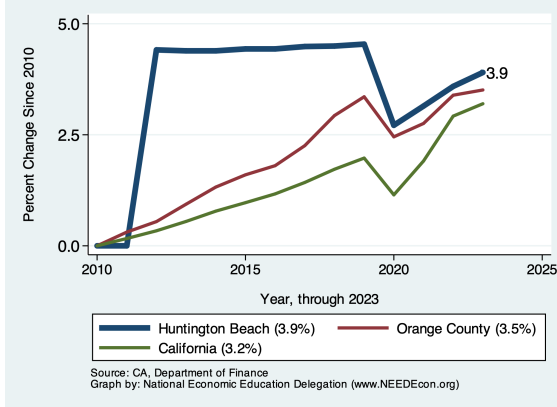 Percent Change Since 2010
5.0
2.5
0.0
3.9
2010 2015 2020 2025
Year, through 2023
Huntington Beach (3.9%) Orange County (3.5%)
California (3.2%)
Source: CA, Department of Finance
Graph by: National Economic Education Delegation (www.NEEDEcon.org)